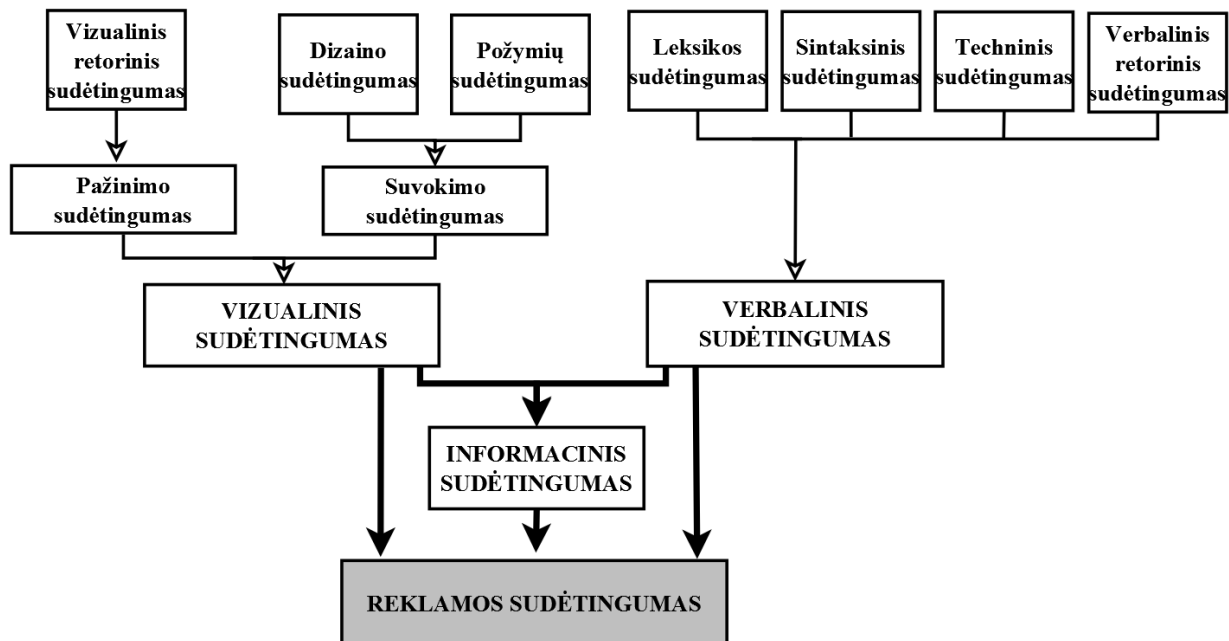 Vizualinis
retorinis
sudėtingumas
Dizaino
sudėtingumas
Požymių
sudėtingumas
Leksikos
sudėtingumas
Sintaksinis
sudėtingumas
Techninis
sudėtingumas
Verbalinis
retorinis
sudėtingumas
Pažinimo
sudėtingumas
Suvokimo
sudėtingumas
VIZUALINIS
SUDĖTINGUMAS
VERBALINIS
SUDĖTINGUMAS
INFORMACINIS
SUDĖTINGUMAS
REKLAMOS SUDĖTINGUMAS